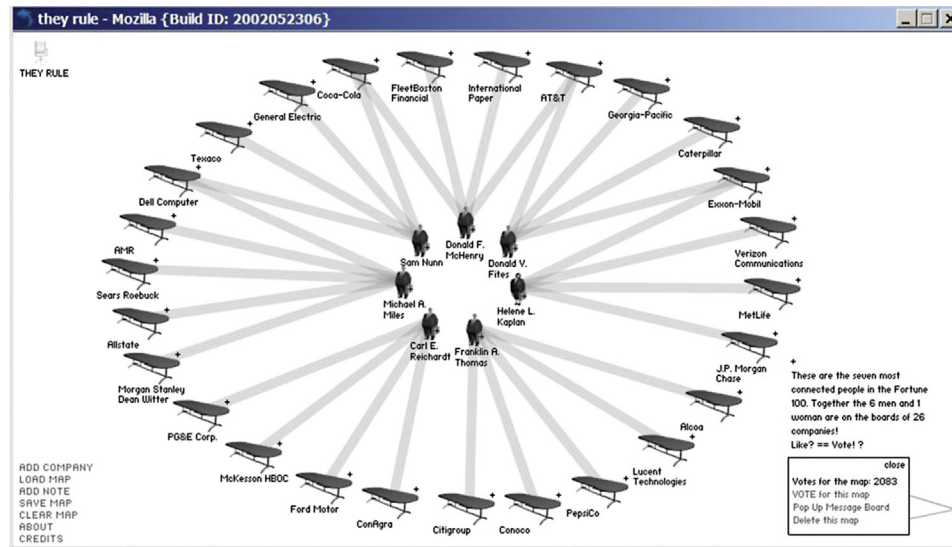 they rule - Mozilla {Build ID: 2002052306}
THEY RULE
Coca-Cola
FleetBoston
Financial
International
Paper
AT&T
General Electric
Georgia-Pacific
Texaco
Caterpillar
Dell Computer
Exxon-Mobil
AMR
Verizon
Communications
Sears Roebuck
MetLife
Allstate
J.P. Morgan
Chase
Morgan Stanley
Dean Witter
Alcoa
PG&E Corp.
Lucent
Technologies
McKesson HBOC
PepsiCo
Ford Motor
ConAgra
Citigroup
Conoco
Sam Nunn
Donald F.
McHenry
Donald V.
Fites
Michael A.
Miles
Helene L.
Kaplan
Carl E.
Reichardt
Franklin A.
Thomas
These are the seven most
connected people in the Fortune
100. Together the 6 men and 1
woman are on the boards of 26
companies!
Like? == Vote! ?
close
Votes for the map: 2083
VOTE for this map
Pop Up Message Board
Delete this map
ADD COMPANY
LOAD MAP
ADD NOTE
SAVE MAP
CLEAR MAP
ABOUT
CREDITS